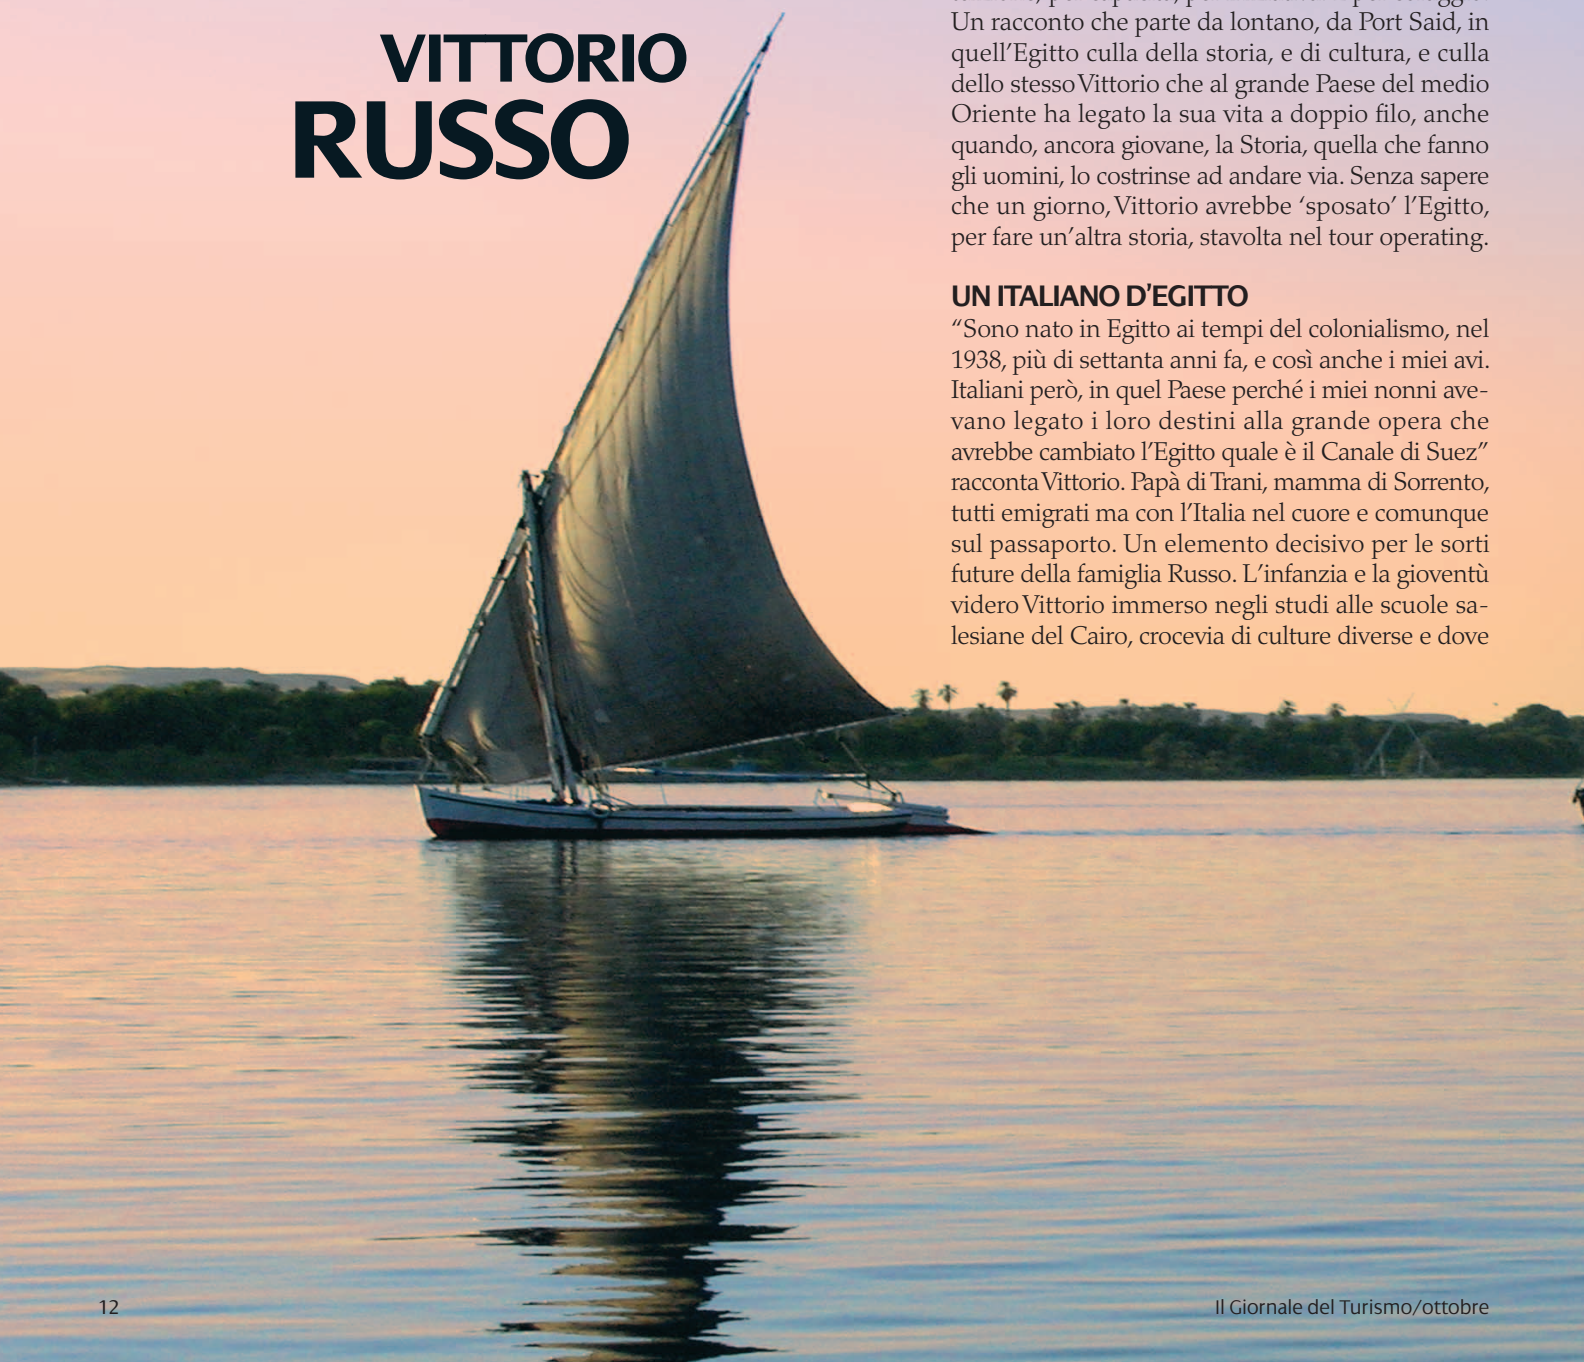 VITTORIO
RUSSO
Un racconto che parte da lontano, da Port Said, in
quell’Egitto culla della storia, e di cultura, e culla
dello stesso Vittorio che al grande Paese del medio
Oriente ha legato la sua vita a doppio filo, anche
quando, ancora giovane, la Storia, quella che fanno
gli uomini, lo costrinse ad andare via. Senza sapere
che un giorno, Vittorio avrebbe ‘sposato’ l’Egitto,
per fare un’altra storia, stavolta nel tour operating.
UN ITALIANO D’EGITTO
“Sono nato in Egitto ai tempi del colonialismo, nel
1938, più di settanta anni fa, e così anche i miei avi.
Italiani però, in quel Paese perché i miei nonni ave-
vano legato i loro destini alla grande opera che
avrebbe cambiato l’Egitto quale è il Canale di Suez”
racconta Vittorio. Papà di Trani, mamma di Sorrento,
tutti emigrati ma con l’Italia nel cuore e comunque
sul passaporto. Un elemento decisivo per le sorti
future della famiglia Russo. L’infanzia e la gioventù
videro Vittorio immerso negli studi alle scuole sa-
lesiane del Cairo, crocevia di culture diverse e dove
12
Il Giornale del Turismo/ottobre